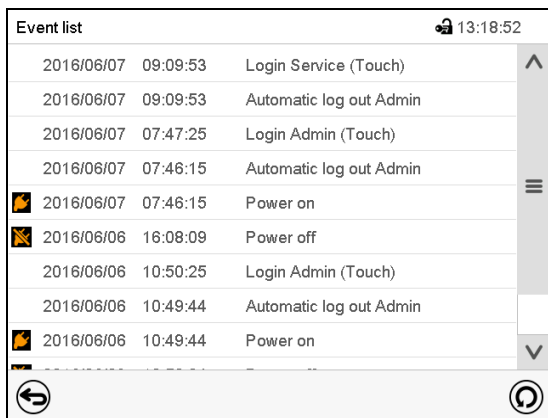 Event list 13:18:52
2016/06/07 09:09:53 Login Service (Touch)
2016/06/07 09:09:53 Automatic log out Admin
2016/06/07 07:47:25 Login Admin (Touch)
2016/06/07 07:46:15 Automatic log out Admin
2016/06/07 07:46:15 Power on
2016/06/06 16:08:09 Power off
2016/06/06 10:50:25 Login Admin (Touch)
2016/06/06 10:49:44 Automatic log out Admin
2016/06/06 10:49:44 Power on